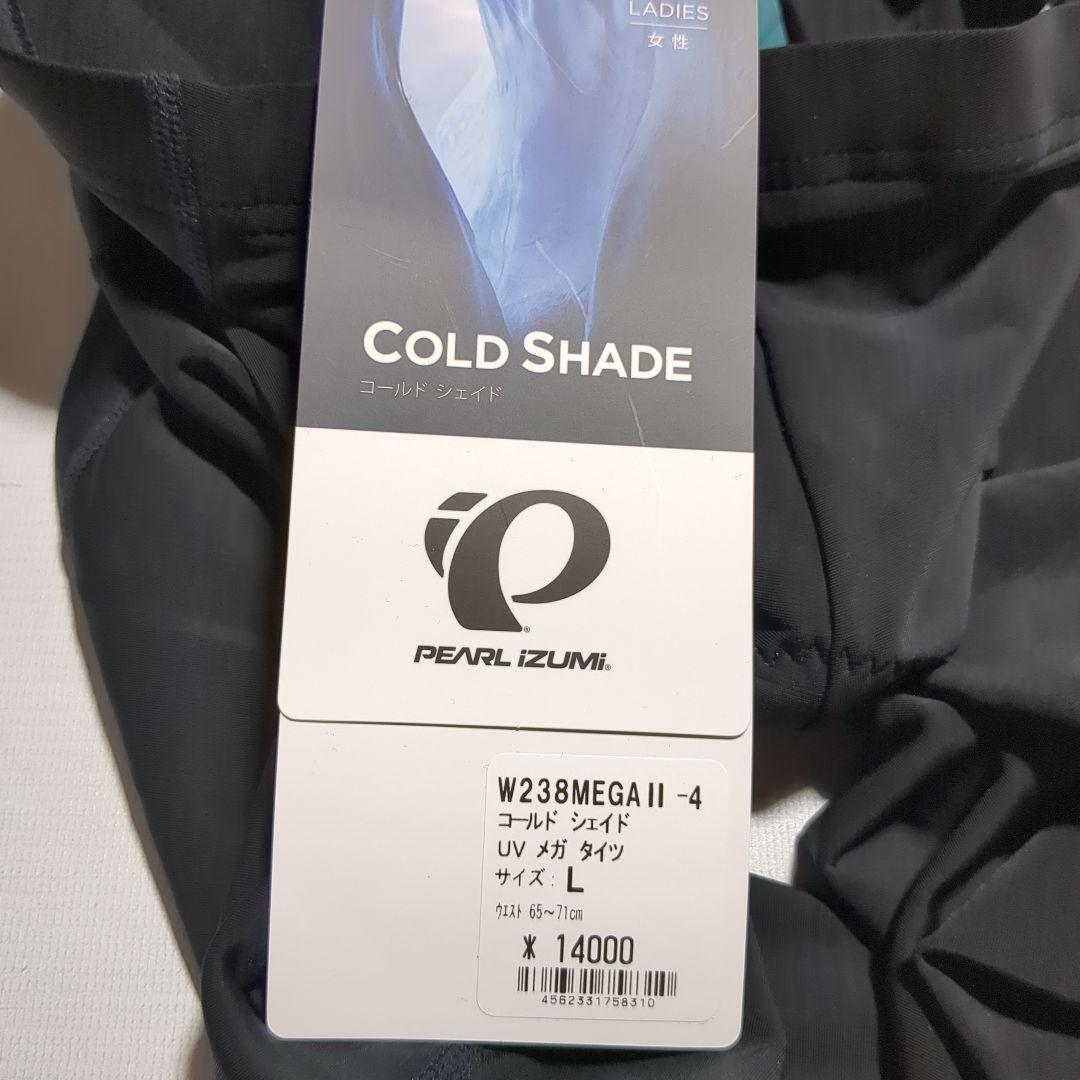 LADIES
女性
COLD SHADE
コールド シェイド
PEARL iZUMi®
W238MEGAⅡ -4
コールド シェイド
UV メガ タイツ
サイズ: L
ウエスト 65～71cm
¥ 14000
4562331758310